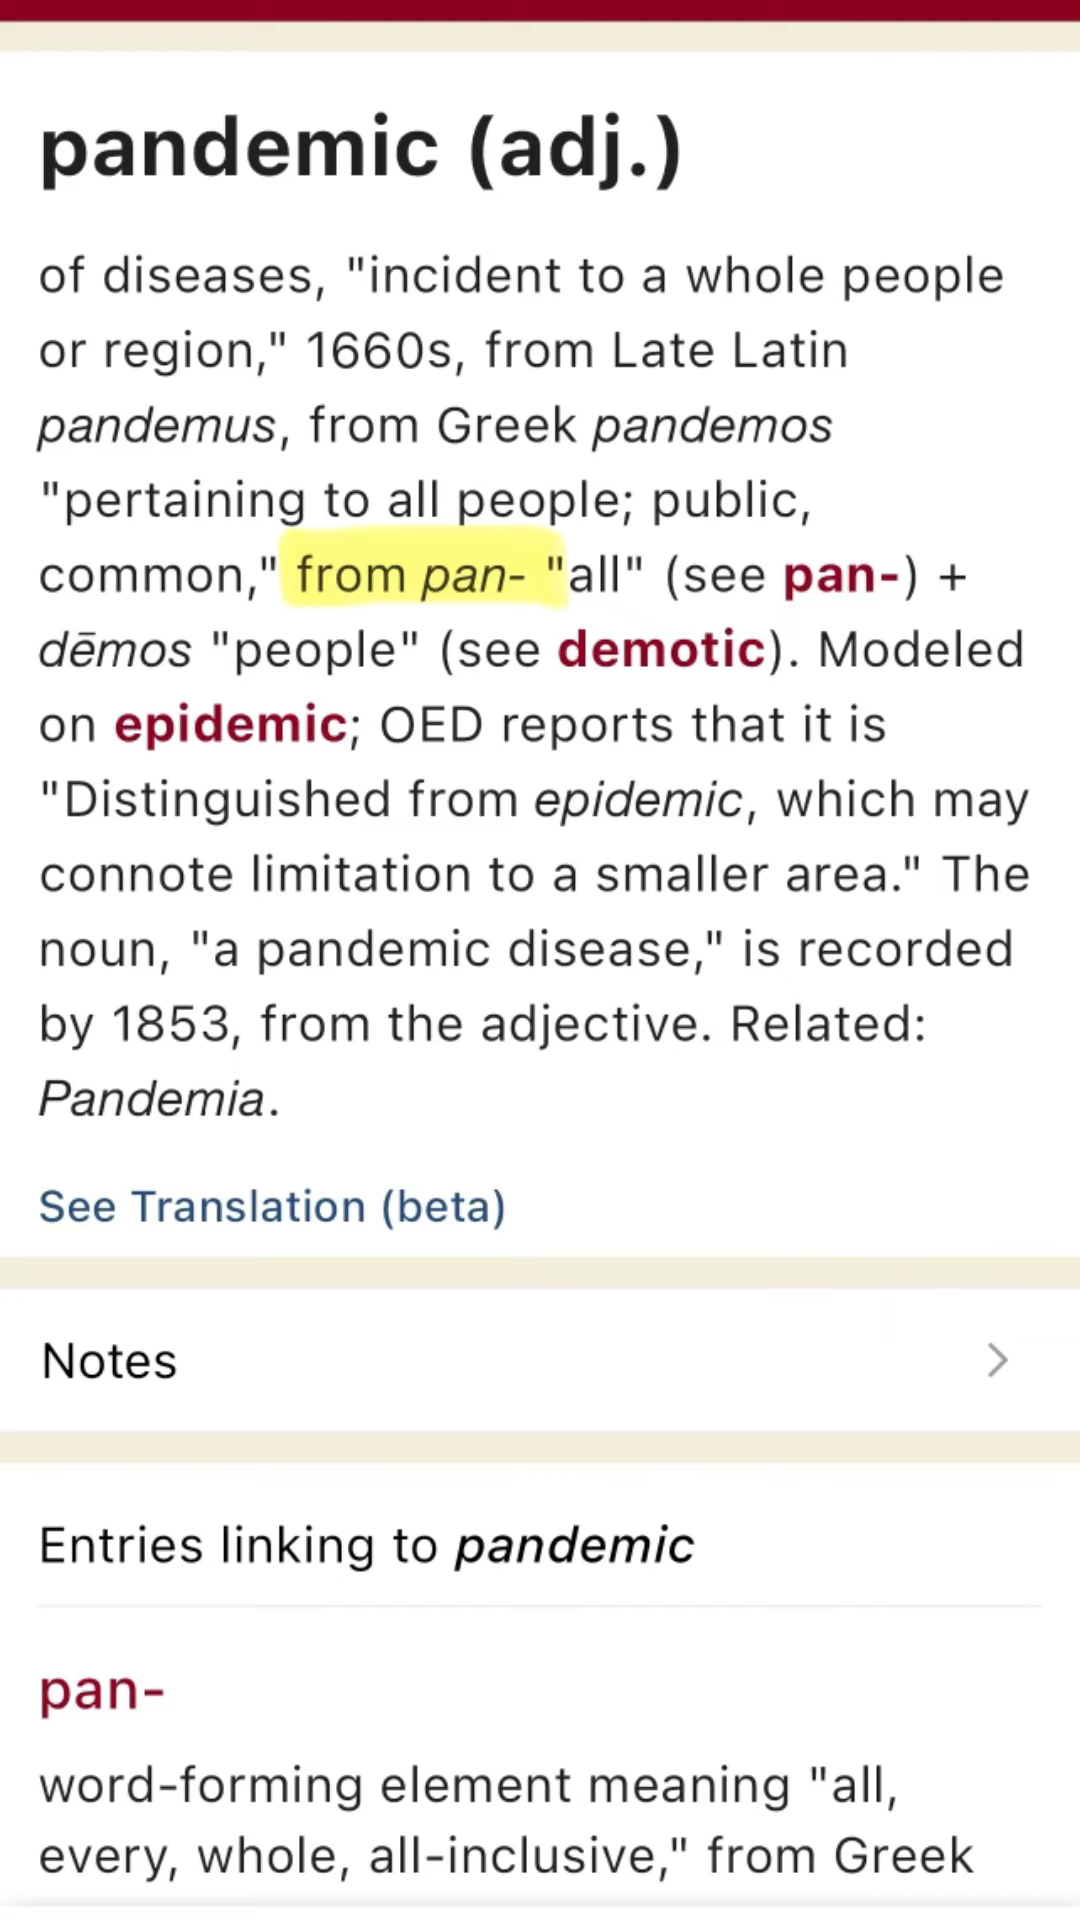 pandemic (adj.)
of diseases, "incident to a whole people
or region," 1660s, from Late Latin
pandemus, from Greek pandemos
"pertaining to all people; public,
common," from pan- "all" (see pan-) +
dēmos "people" (see demotic). Modeled
on epidemic; OED reports that it is
"Distinguished from epidemic, which may
connote limitation to a smaller area." The
noun, "a pandemic disease," is recorded
by 1853, from the adjective. Related:
Pandemia.
See Translation (beta)
Notes
Entries linking to pandemic
pan-
word-forming element meaning "all,
every, whole, all-inclusive," from Greek